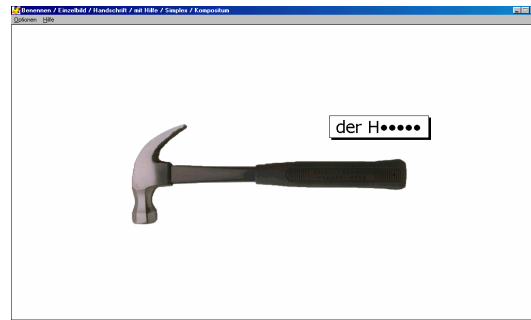 Benennen / Einzelbild / Handschrift / mit Hilfe / Simplex / Kompositum
Optionen Hilfe
der H•••••